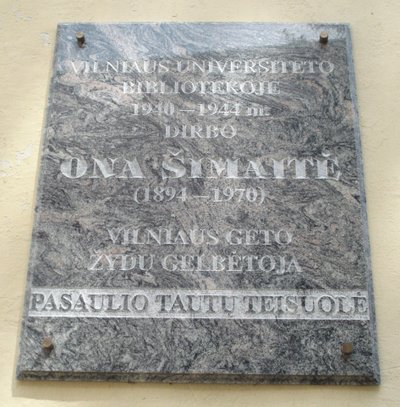 VILNIAUS UNIVERSITETO
BIBLIOTEKOJE
1940—1944 m.
DIRBO
ONA ŠIMAITĖ
(1894—1970)
VILNIAUS GETO
ŽYDŲ GELBĖTOJA
PASAULIO TAUTŲ TEISUOLĖ